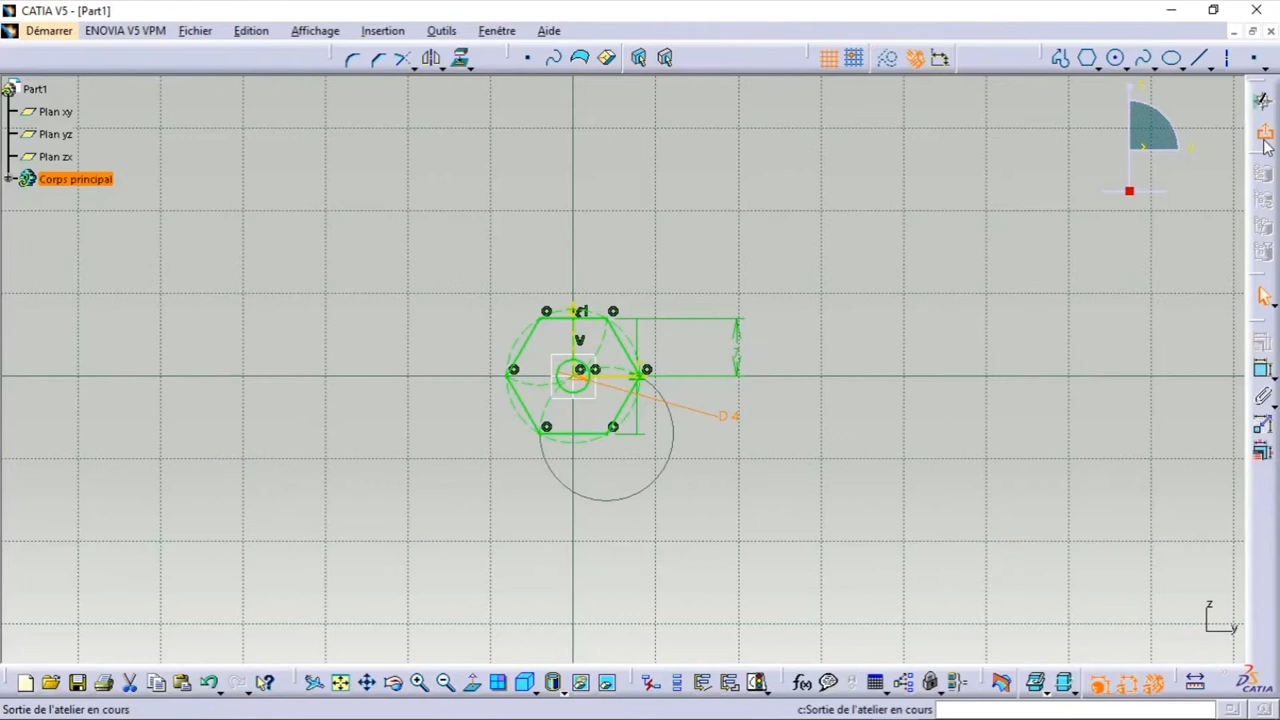 CATIA V5 - [Part1]
Démarrer ENOVIA V5 VPM Fichier Edition Affichage Insertion Outils Fenêtre Aide
Part1
Plan xy
Plan yz
Plan zx
Corps principal
H
V
D 4
z
y
f(x)
CATIA
Sortie de l'atelier en cours
c:Sortie de l'atelier en cours